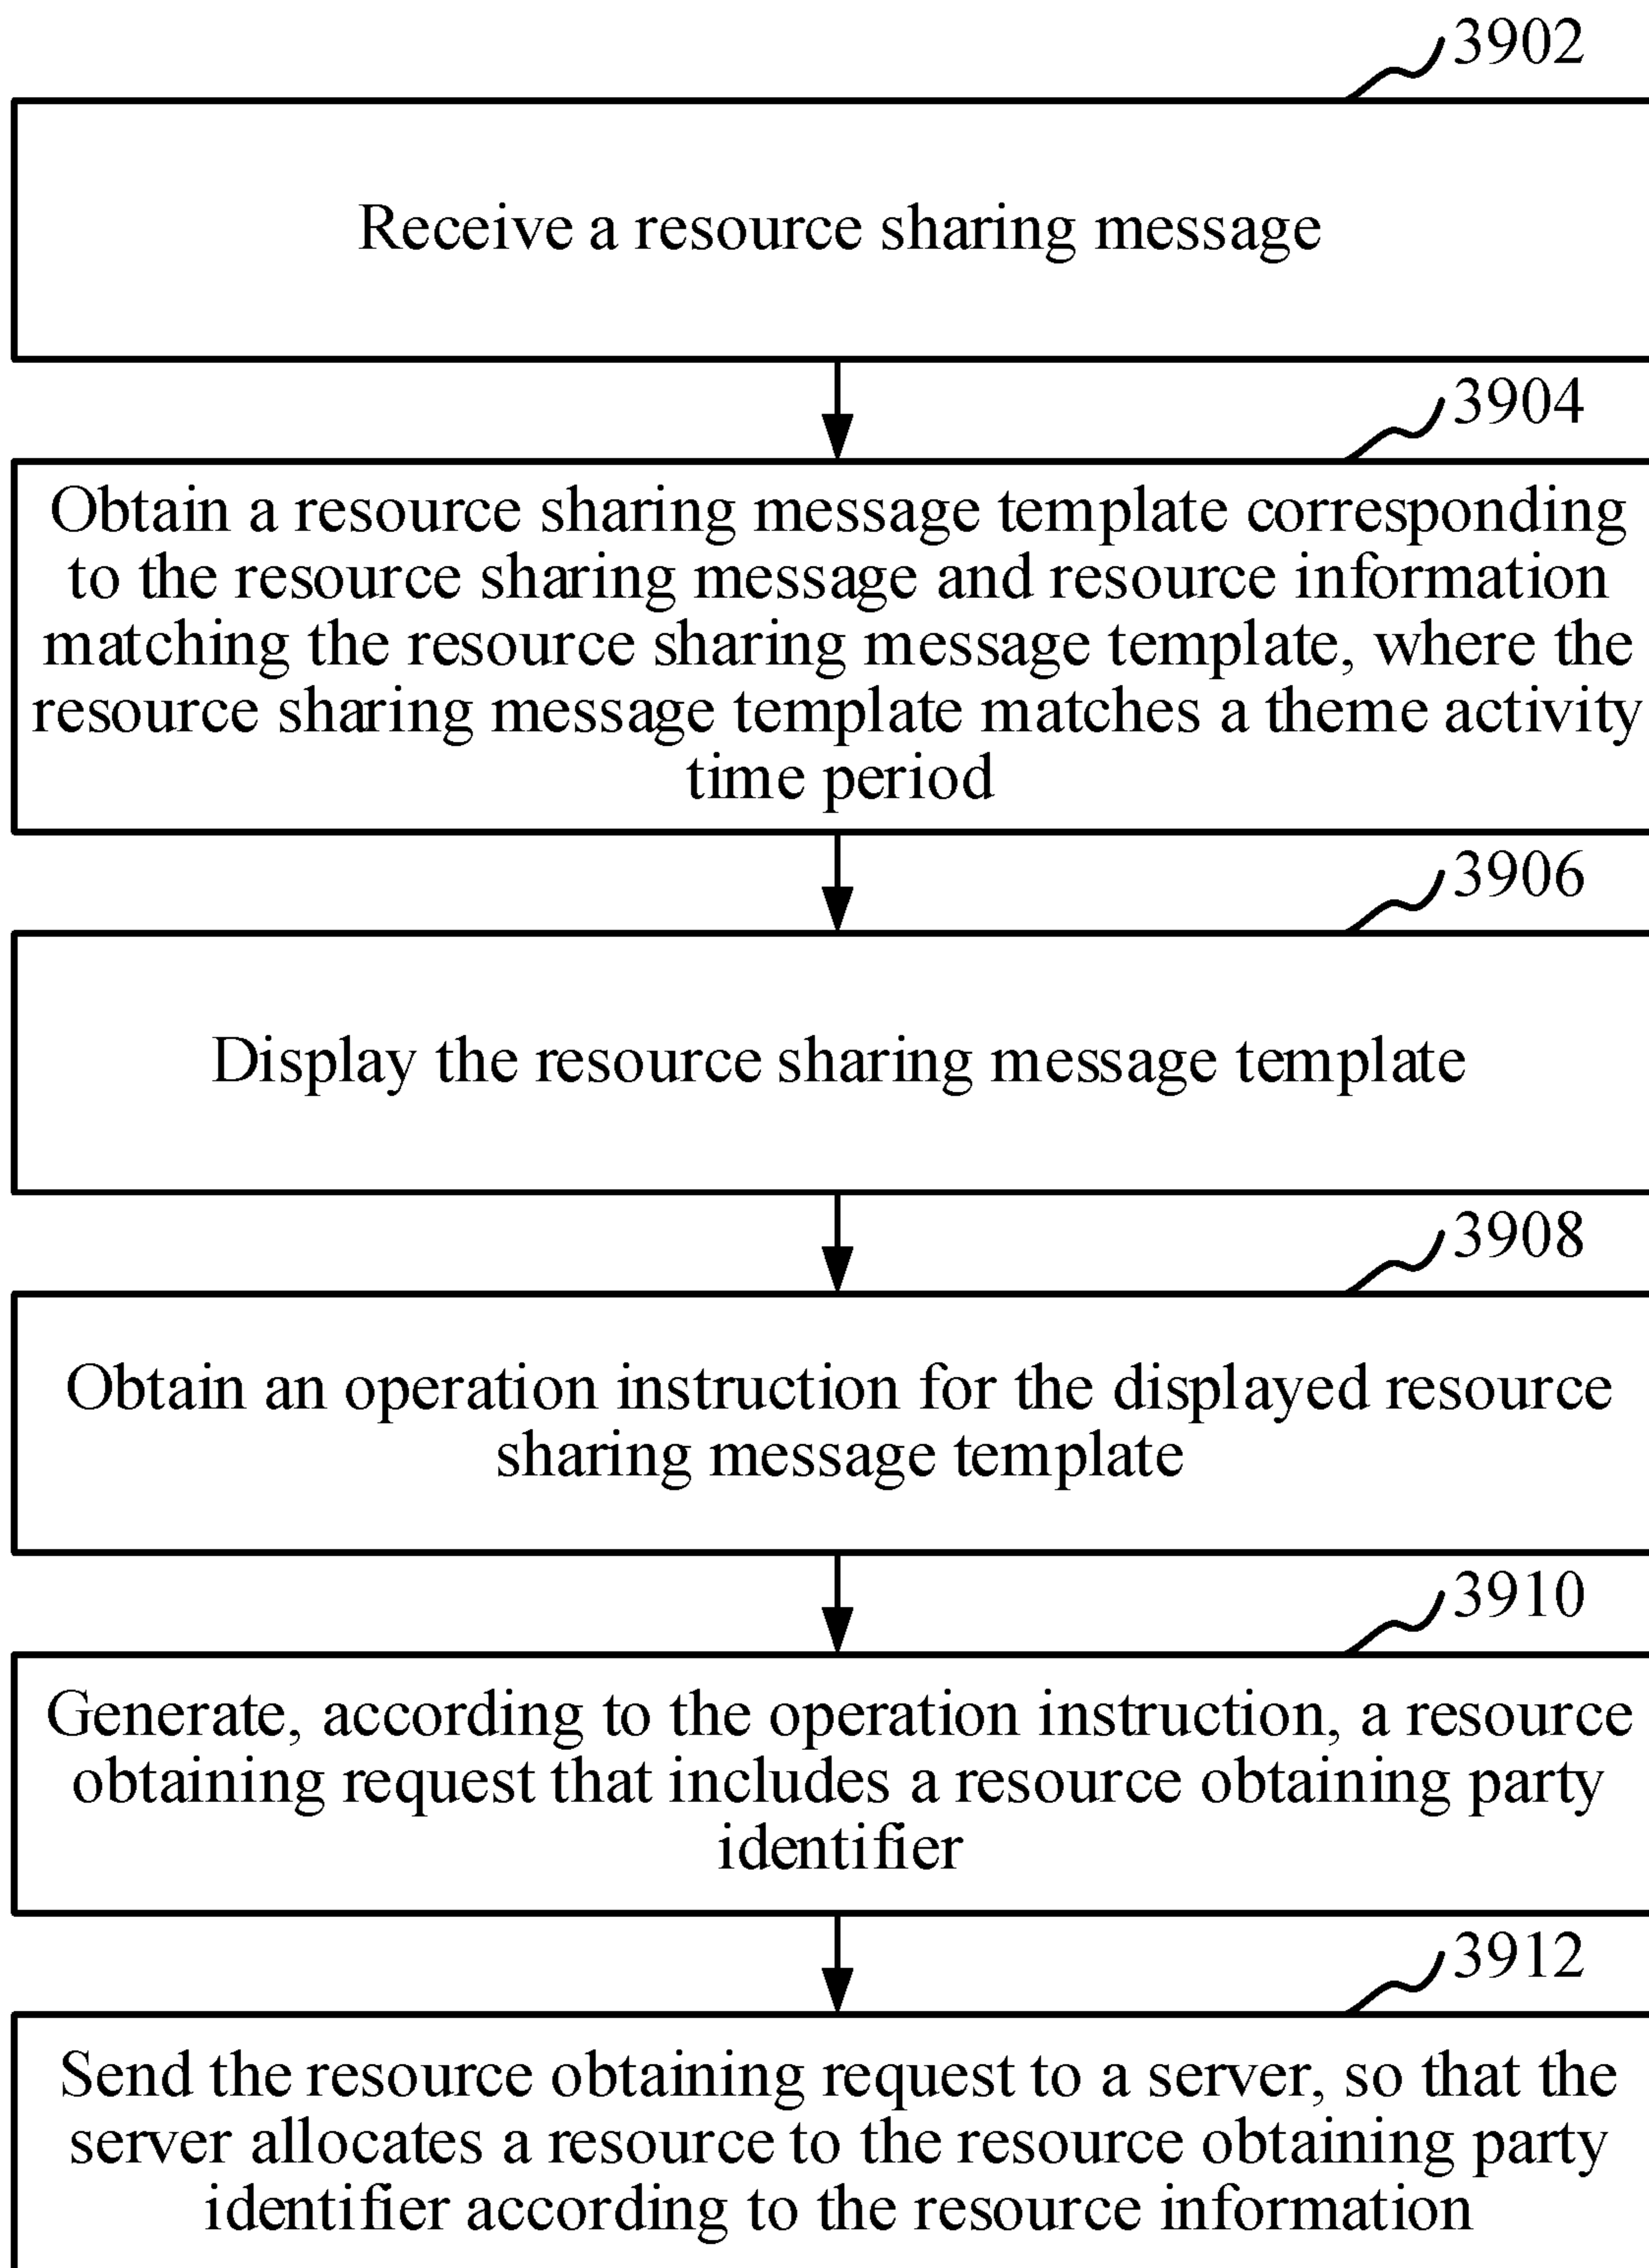 3902
Receive a resource sharing message
3904
Obtain a resource sharing message template corresponding
to the resource sharing message and resource information
matching the resource sharing message template, where the
resource sharing message template matches a theme activity
time period
3906
Display the resource sharing message template
3908
Obtain an operation instruction for the displayed resource
sharing message template
3910
Generate, according to the operation instruction, a resource
obtaining request that includes a resource obtaining party
identifier
3912
Send the resource obtaining request to a server, so that the
server allocates a resource to the resource obtaining party
identifier according to the resource information